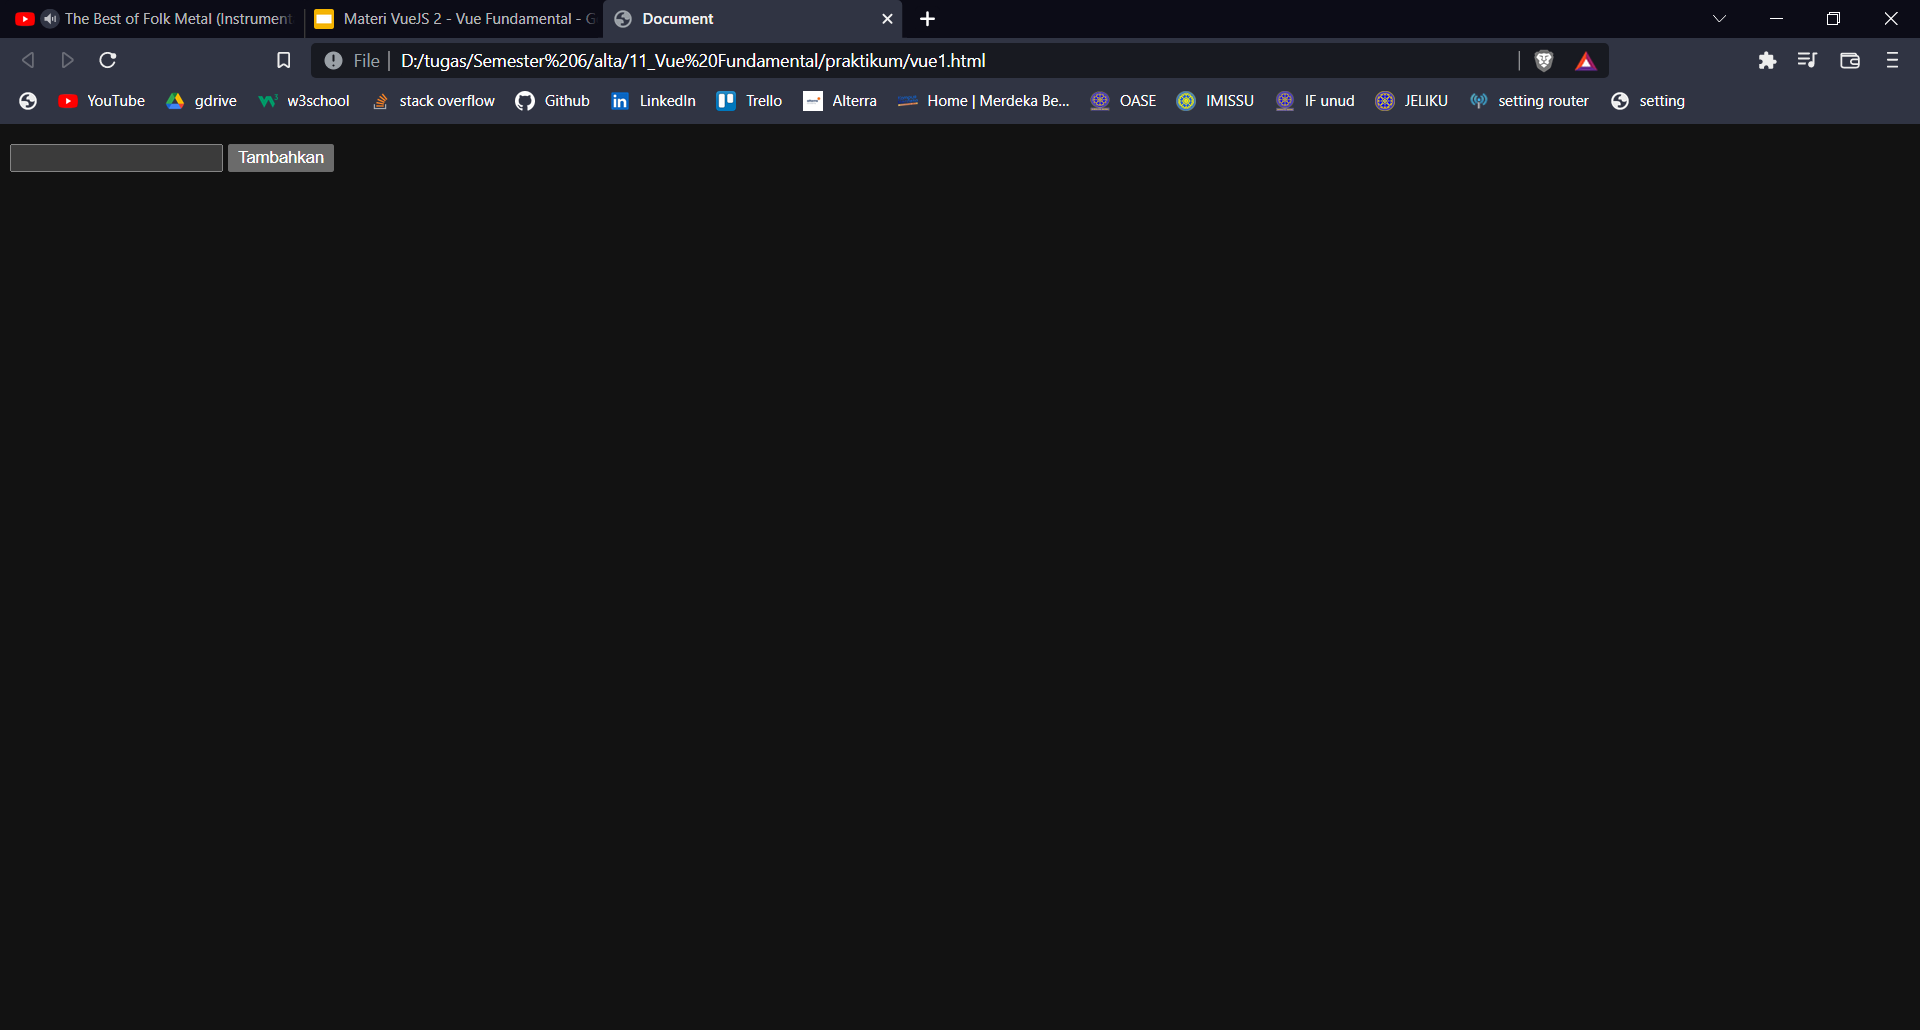 The Best of Folk Metal (Instrument
Materi VueJS 2 - Vue Fundamental - G
Document
File
D:/tugas/Semester%206/alta/11_Vue%20Fundamental/praktikum/vue1.html
YouTube
gdrive
w3school
stack overflow
Github
LinkedIn
Trello
Alterra
Home | Merdeka Be...
OASE
IMISSU
IF unud
JELIKU
setting router
setting
Tambahkan